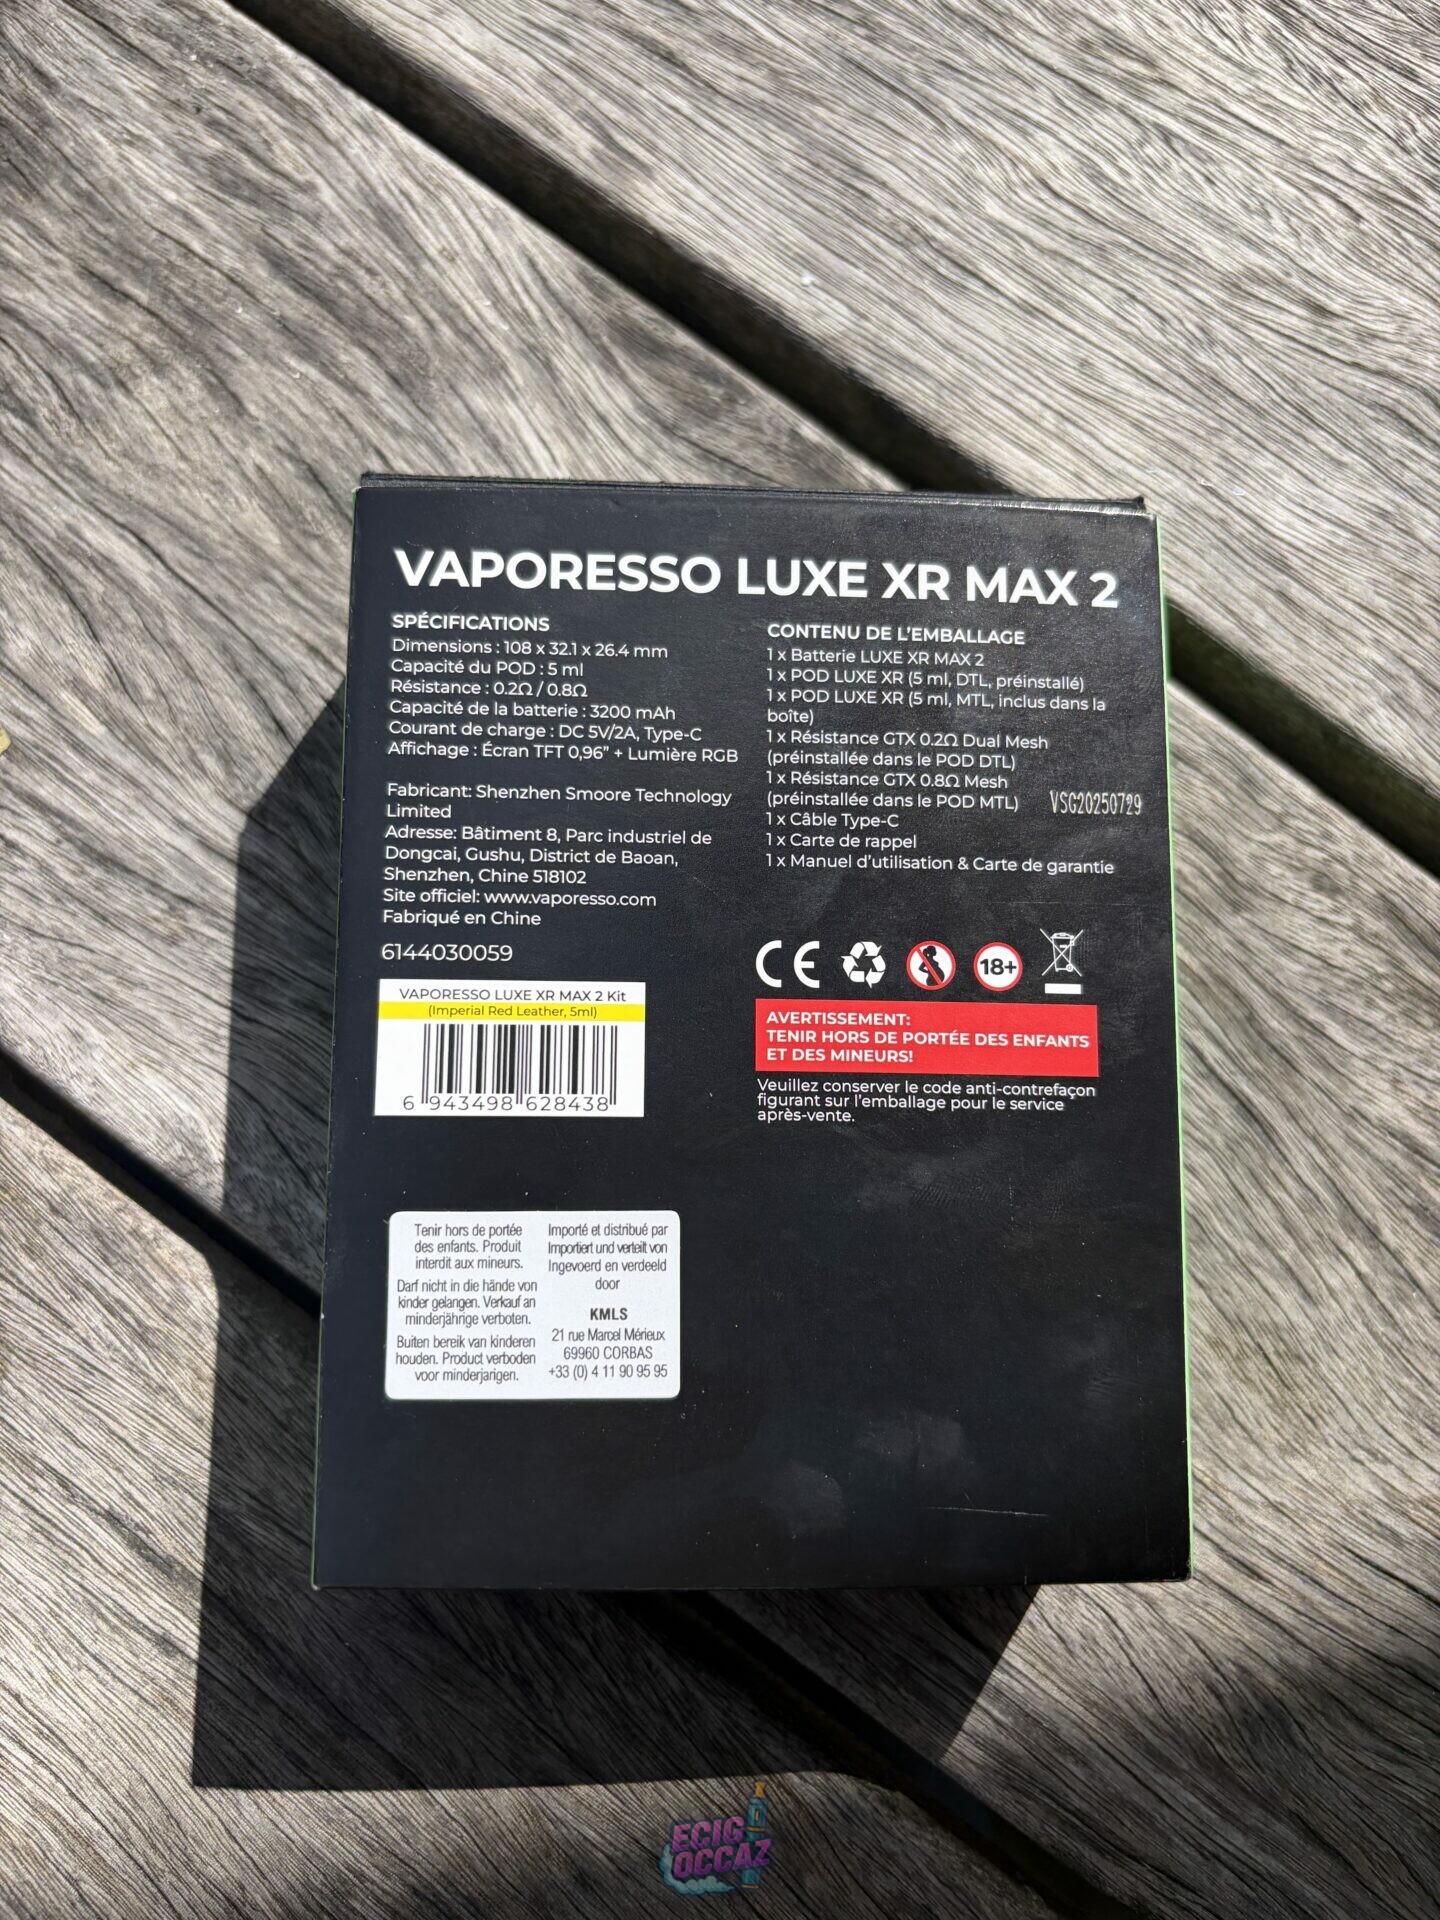 VAPORESSO LUXE XR MAX 2
SPÉCIFICATIONS
Dimensions : 108 x 32.1 x 26.4 mm
Capacité du POD : 5 ml
Résistance : 0.2Ω / 0.8Ω
Capacité de la batterie : 3200 mAh
Courant de charge : DC 5V/2A, Type-C
Affichage : Écran TFT 0,96” + Lumière RGB
Fabricant: Shenzhen Smoore Technology
Limited
Adresse: Bâtiment 8, Parc industriel de
Dongcai, Gushu, District de Baoan,
Shenzhen, Chine 518102
Site officiel: www.vaporesso.com
Fabriqué en Chine
6144030059
CONTENU DE L’EMBALLAGE
1 x Batterie LUXE XR MAX 2
1 x POD LUXE XR (5 ml, DTL, préinstallé)
1 x POD LUXE XR (5 ml, MTL, inclus dans la
boîte)
1 x Résistance GTX 0.2Ω Dual Mesh
(préinstallée dans le POD DTL)
1 x Résistance GTX 0.8Ω Mesh
(préinstallée dans le POD MTL)
VSG20250729
1 x Câble Type-C
1 x Carte de rappel
1 x Manuel d’utilisation & Carte de garantie
CE
18+
VAPORESSO LUXE XR MAX 2 Kit
(Imperial Red Leather, 5ml)
6 943498 628438
AVERTISSEMENT:
TENIR HORS DE PORTÉE DES ENFANTS
ET DES MINEURS!
Veuillez conserver le code anti-contrefaçon
figurant sur l’emballage pour le service
après-vente.
Tenir hors de portée
des enfants. Produit
interdit aux mineurs.
Darf nicht in die hände von
kinder gelangen. Verkauf an
minderjährige verboten.
Buiten bereik van kinderen
houden. Product verboden
voor minderjarigen.
Importé et distribué par
Importiert und verteilt von
Ingevoerd en verdeeld
door
KMLS
21 rue Marcel Mérieux
69960 CORBAS
+33 (0) 4 11 90 95 95
ECIG
OCCAZ